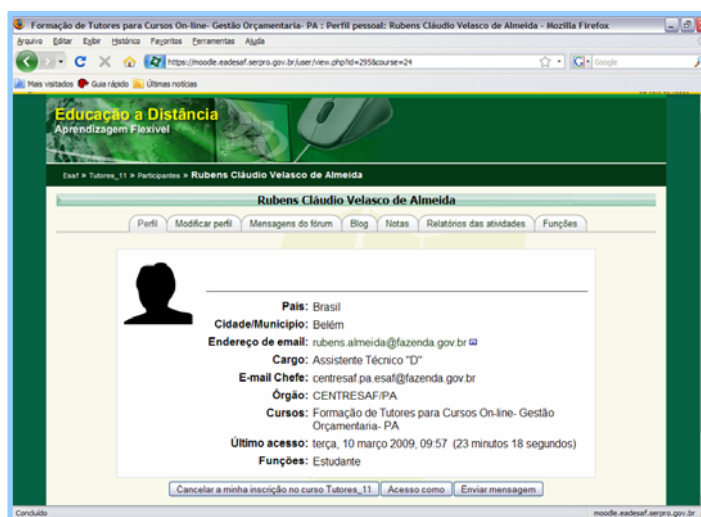 Formação de Tutores para Cursos On-line- Gestão Orçamentaria- PA : Perfil pessoal: Rubens Cláudio Velasco de Almeida - Mozilla Firefox
Arquivo Editar Exibir Histórico Favoritos Ferramentas Ajuda
https://moodle.eadesaf.serpro.gov.br/user/view.php?id=295&course=24
Google
Mais visitados Guia rápido Últimas notícias
Educação a Distância
Aprendizagem Flexível
Esaf » Tutores_11 » Participantes » Rubens Cláudio Velasco de Almeida
Rubens Cláudio Velasco de Almeida
Perfil Modificar perfil Mensagens do fórum Blog Notas Relatórios das atividades Funções
País: Brasil
Cidade/Município: Belém
Endereço de email: rubens.almeida@fazenda.gov.br
Cargo: Assistente Técnico "D"
E-mail Chefe: centresaf.pa.esaf@fazenda.gov.br
Órgão: CENTRESAF/PA
Cursos: Formação de Tutores para Cursos On-line- Gestão
Orçamentaria- PA
Último acesso: terça, 10 março 2009, 09:57 (23 minutos 18 segundos)
Funções: Estudante
Cancelar a minha inscrição no curso Tutores_11 Acesso como Enviar mensagem
Concluído moodle.eadesaf.serpro.gov.br